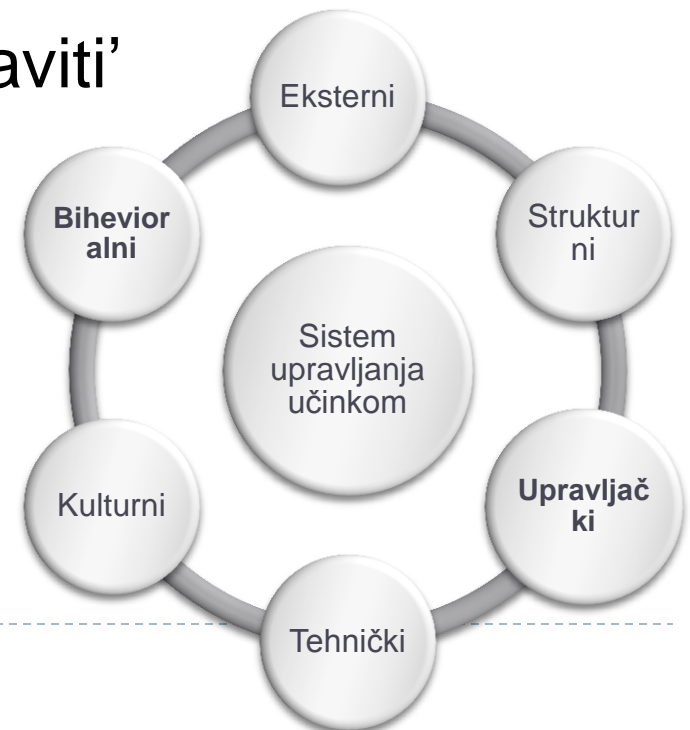 aviti’
Eksterni
Struktur
ni
Upravljač
ki
Tehnički
Kulturni
Bihevior
alni
Sistem
upravljanja
učinkom